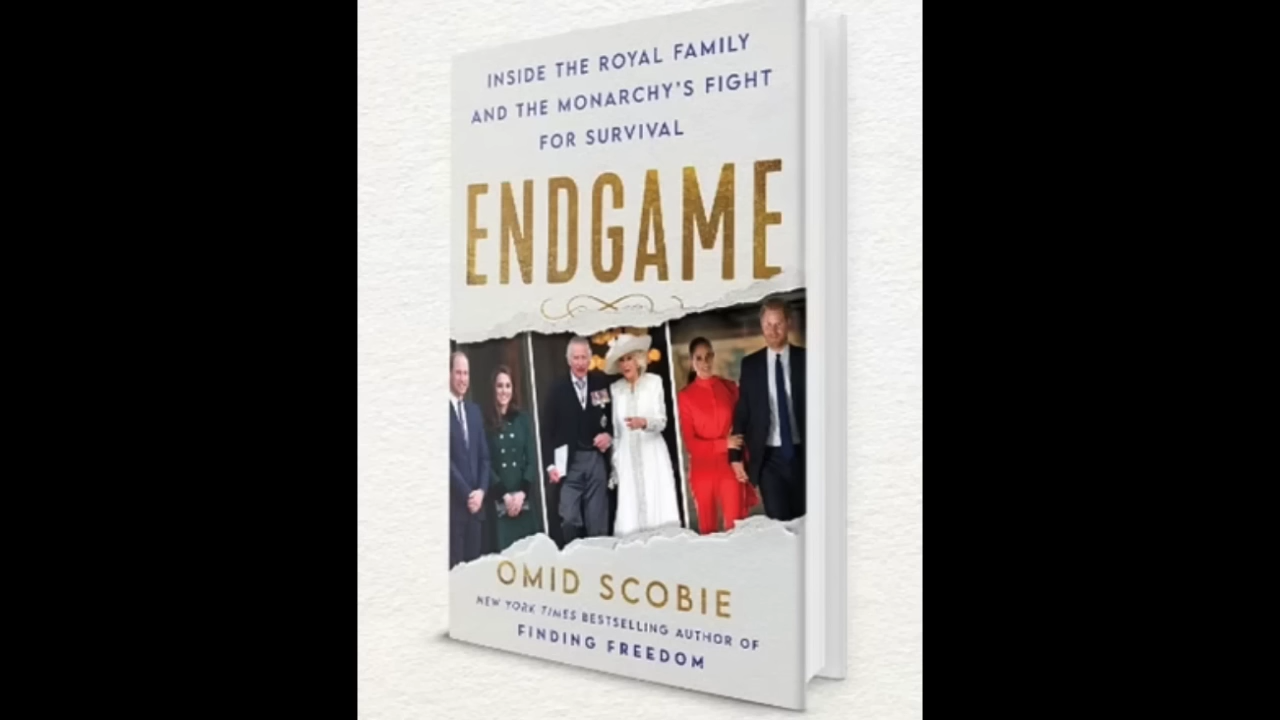 INSIDE THE ROYAL FAMILY
AND THE MONARCHY'S FIGHT
FOR SURVIVAL
ENDGAME
OMID SCOBIE
NEW YORK TIMES BESTSELLING AUTHOR OF
FINDING FREEDOM